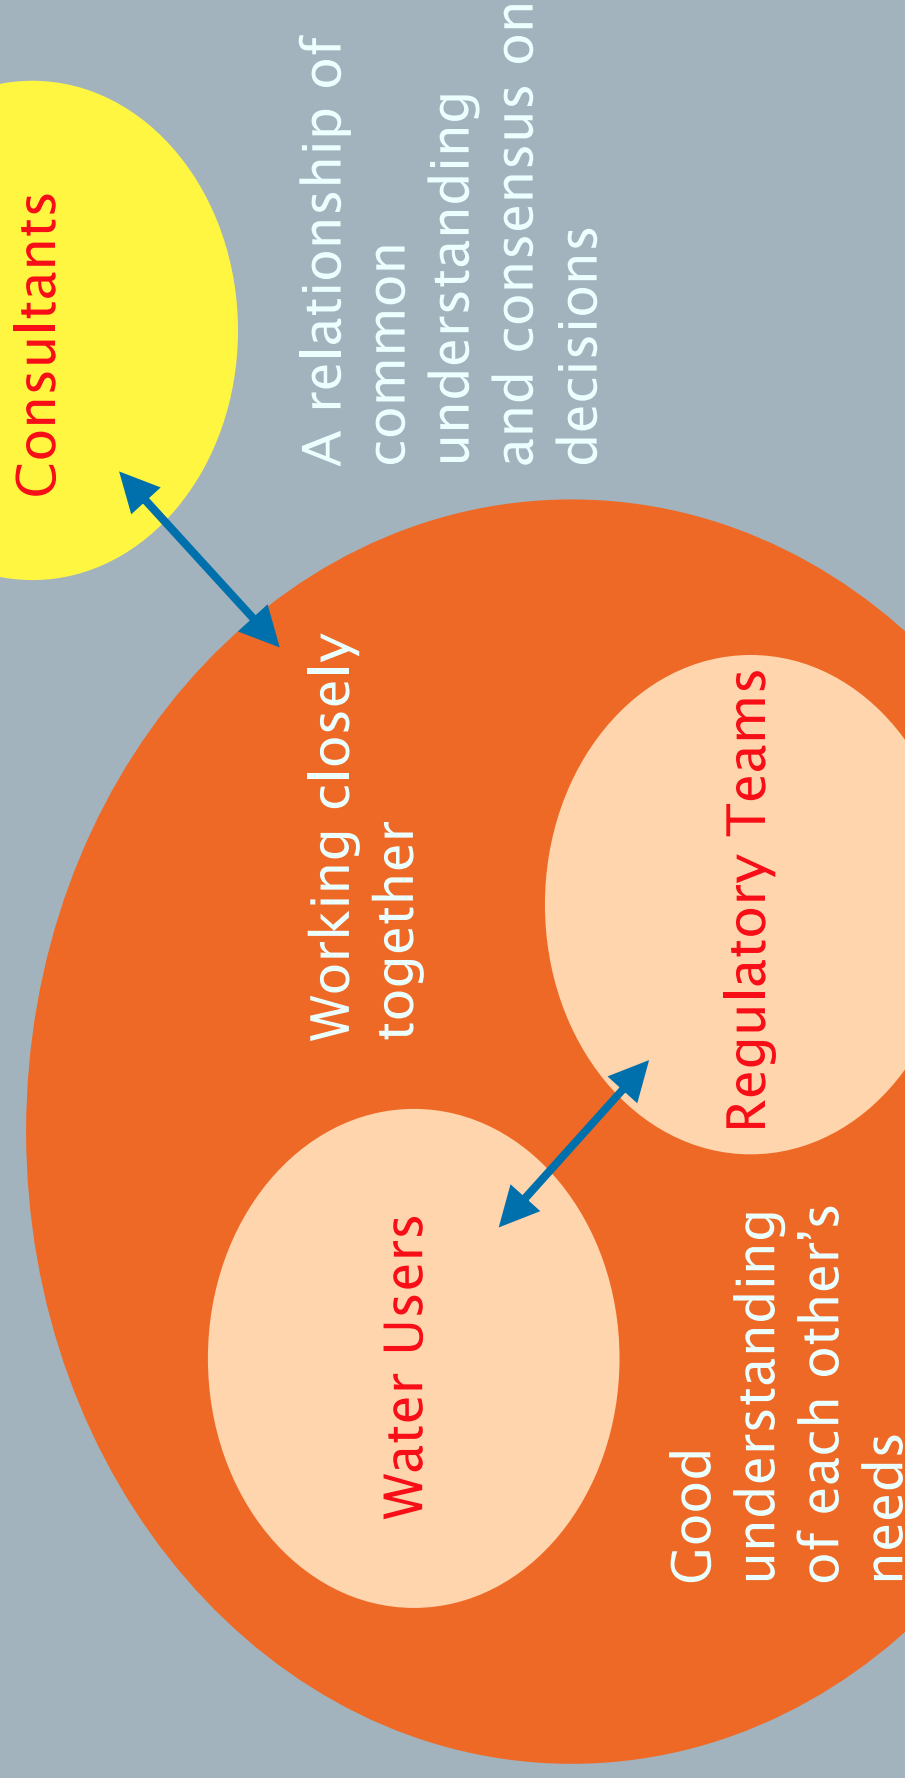 Consultants
A relationship of
common
understanding
and consensus on
decisions
Working closely
together
Regulatory Teams
Water Users
Good
understanding
of each other’s
needs